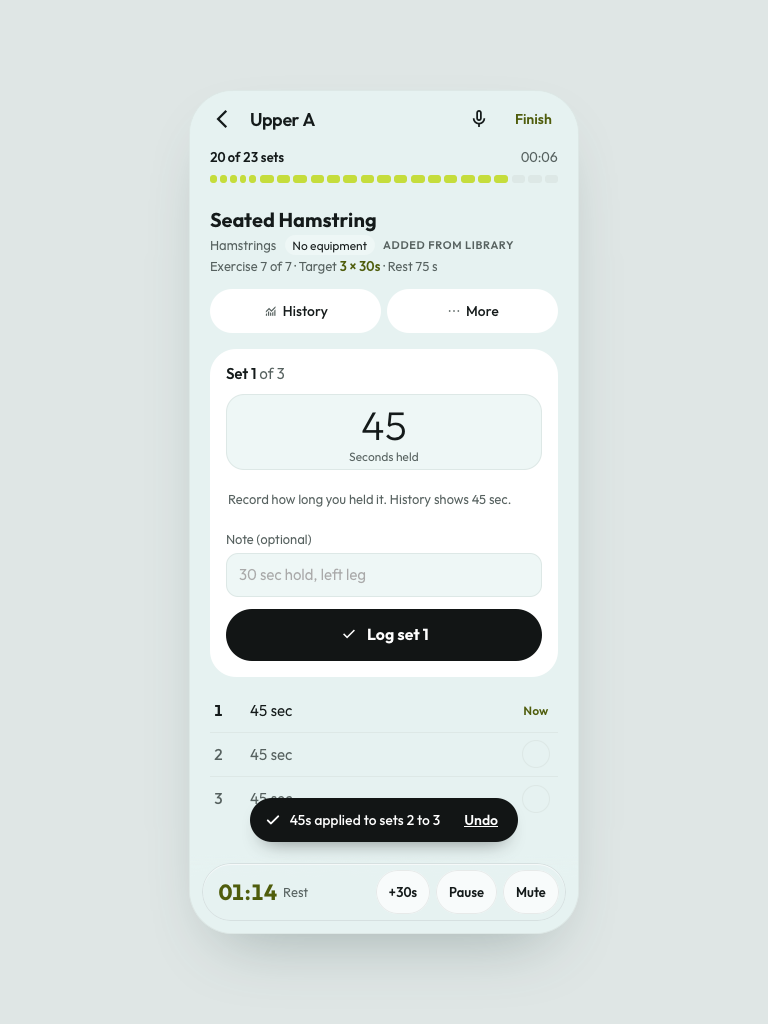 Upper A
Finish
20 of 23 sets
00:06
Seated Hamstring
Hamstrings No equipment ADDED FROM LIBRARY
Exercise 7 of 7 · Target 3 × 30s · Rest 75 s
History
··· More
Set 1 of 3
45
Seconds held
Record how long you held it. History shows 45 sec.
Note (optional)
30 sec hold, left leg
Log set 1
1 45 sec Now
2 45 sec
3 45 sec
45s applied to sets 2 to 3 Undo
01:14 Rest +30s Pause Mute